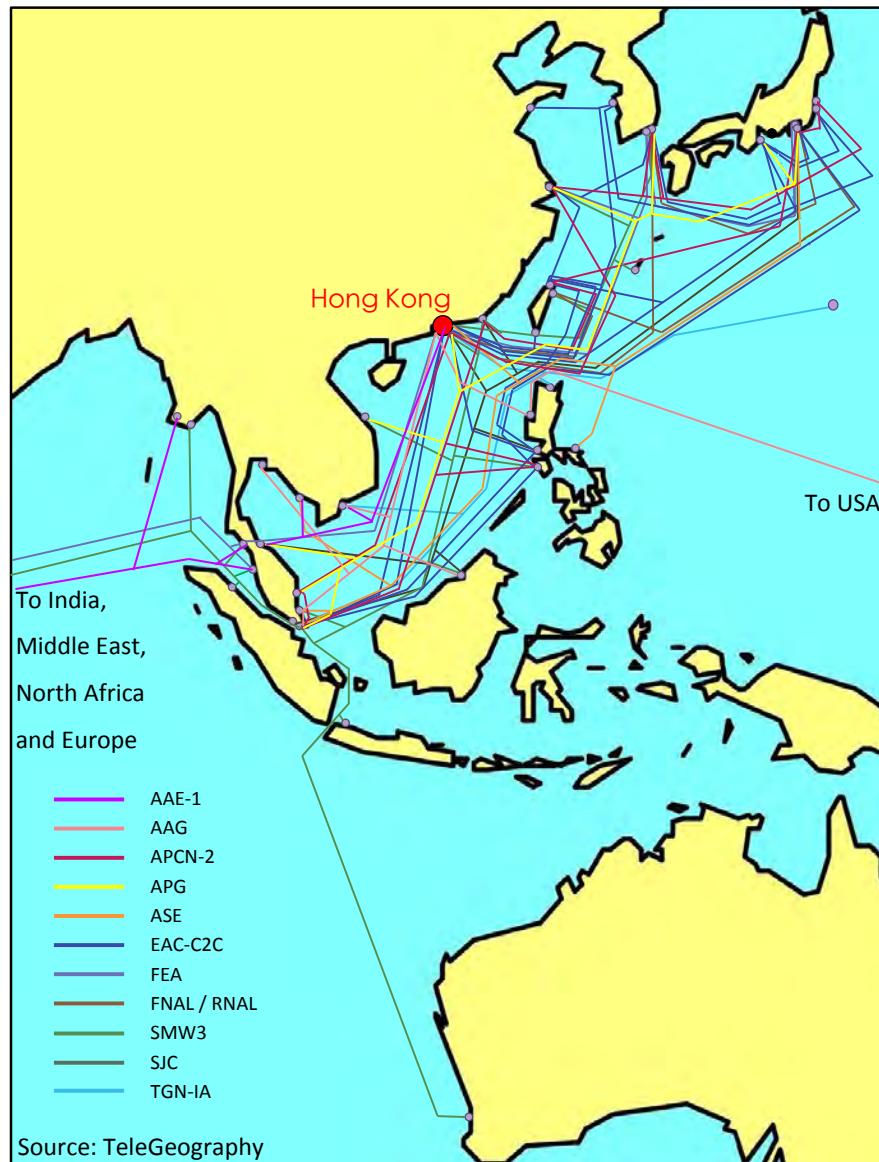 Hong Kong
To USA
To India,
Middle East,
North Africa
and Europe
AAE-1
AAG
APCN-2
APG
ASE
EAC-C2C
FEA
FNAL / RNAL
SMW3
SJC
TGN-IA
Source: TeleGeography